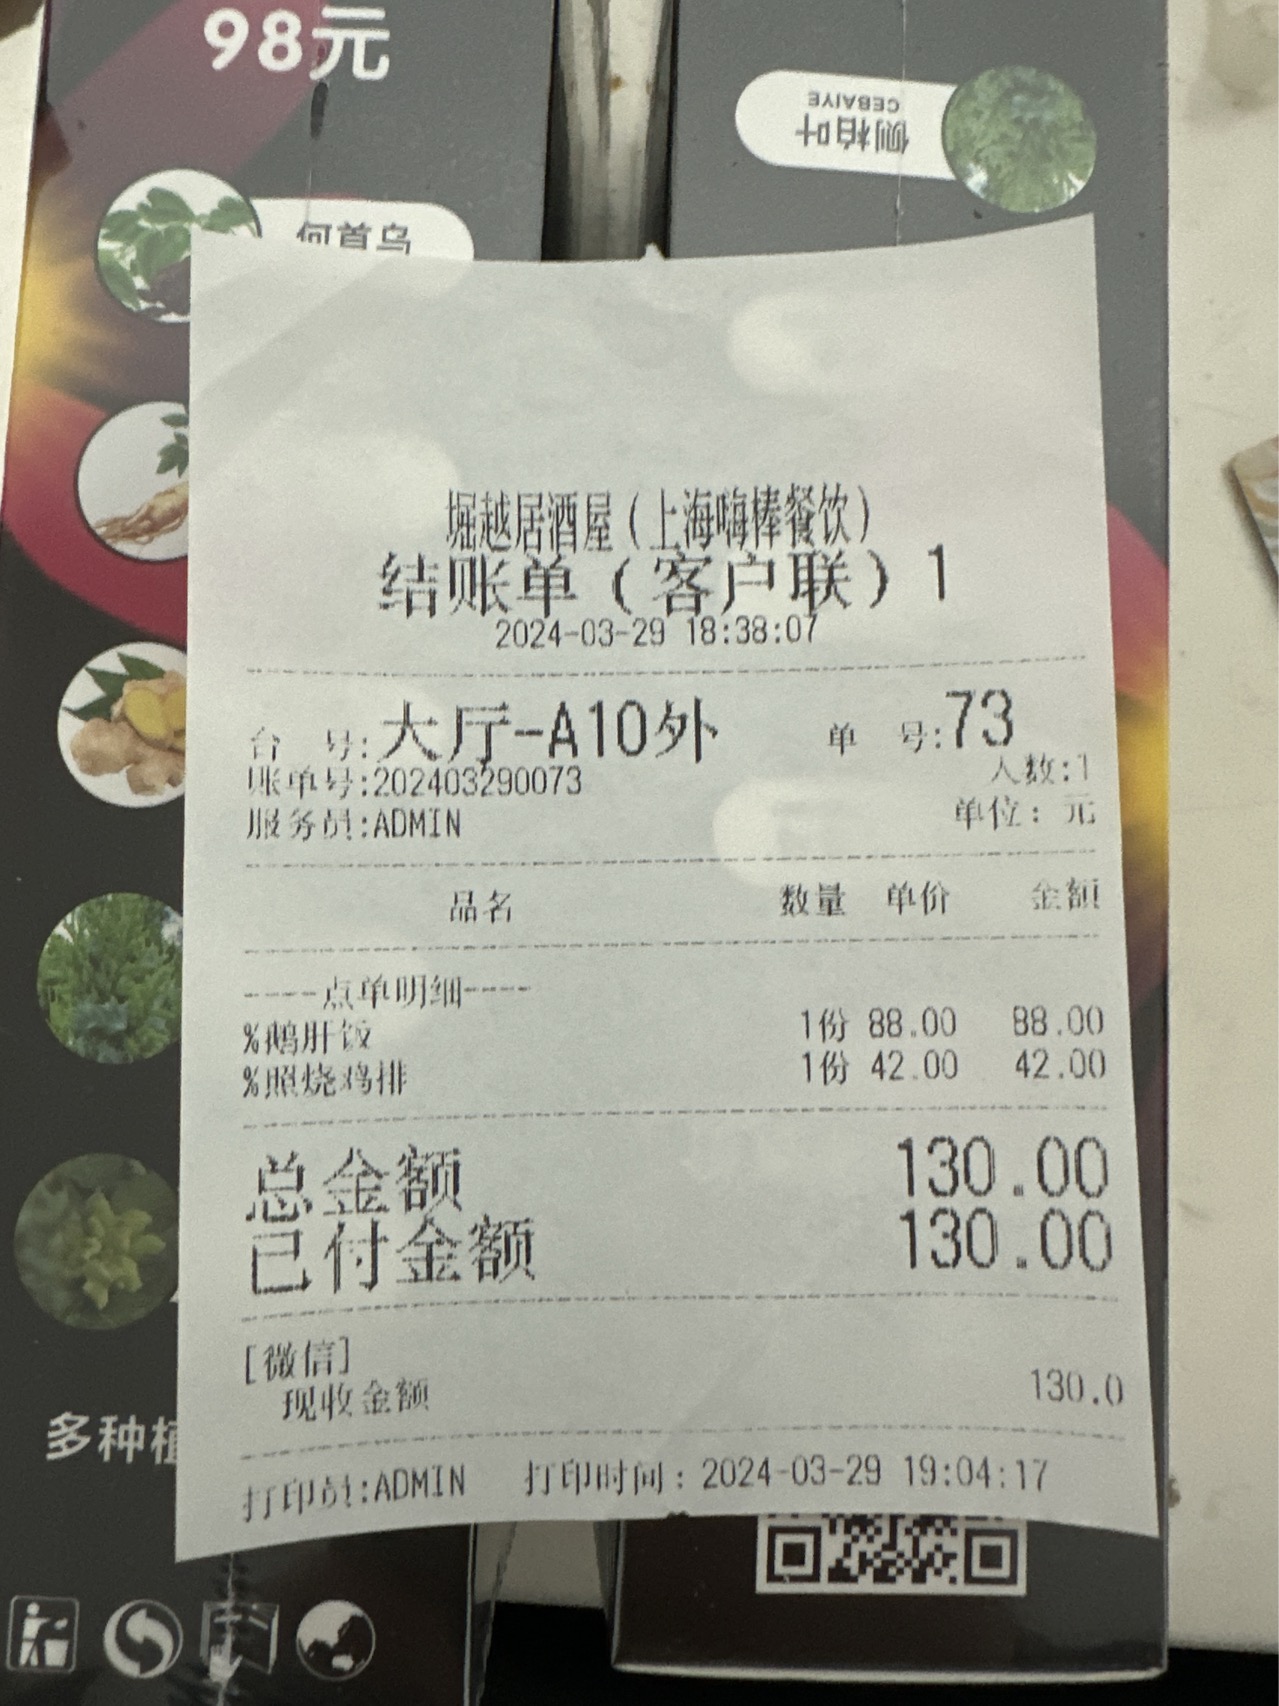 98元
侧柏叶
CEBAIYE
何首乌
堀越居酒屋（上海嗨棒餐饮）
结账单（客户联）1
2024-03-29 18:38:07
台 号:大厅-A10外 单 号:73
账单号:202403290073 人数:1
服务员:ADMIN 单位：元
品名 数量 单价 金额
----点单明细----
%鹅肝饭 1份 88.00 88.00
%照烧鸡排 1份 42.00 42.00
总金额 130.00
已付金额 130.00
[微信]
现收金额 130.0
多种植
打印员:ADMIN 打印时间：2024-03-29 19:04:17